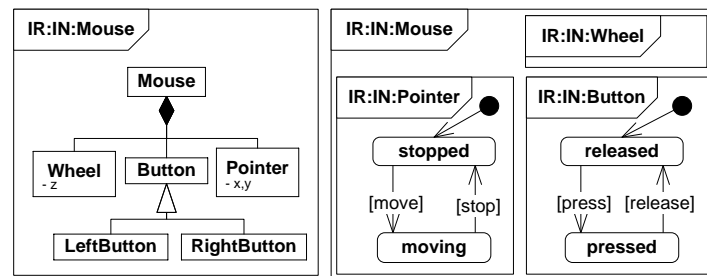 IR:IN:Mouse
Mouse
Wheel
- z
Button
Pointer
- x,y
LeftButton
RightButton
IR:IN:Mouse
IR:IN:Wheel
IR:IN:Pointer
stopped
[move]
[stop]
moving
IR:IN:Button
released
[press]
[release]
pressed